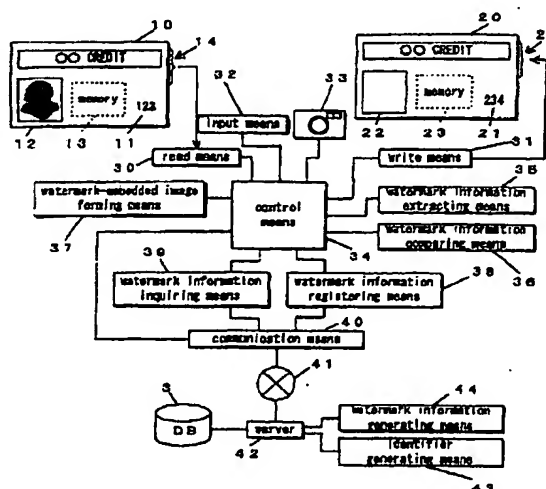 10
20
○○ CREDIT
14
32
33
○○ CREDIT
2
memory
123
input means
memory
234
12
13
11
30
read means
22
23
21
31
write means
35
watermark-embedded image
forming means
37
control
means
34
watermark information
extracting means
watermark information
comparing means
36
39
watermark information
inquiring means
watermark information
registering means
38
communication means
40
41
3
DB
server
42
watermark information
generating means
44
identifier
generating means
43